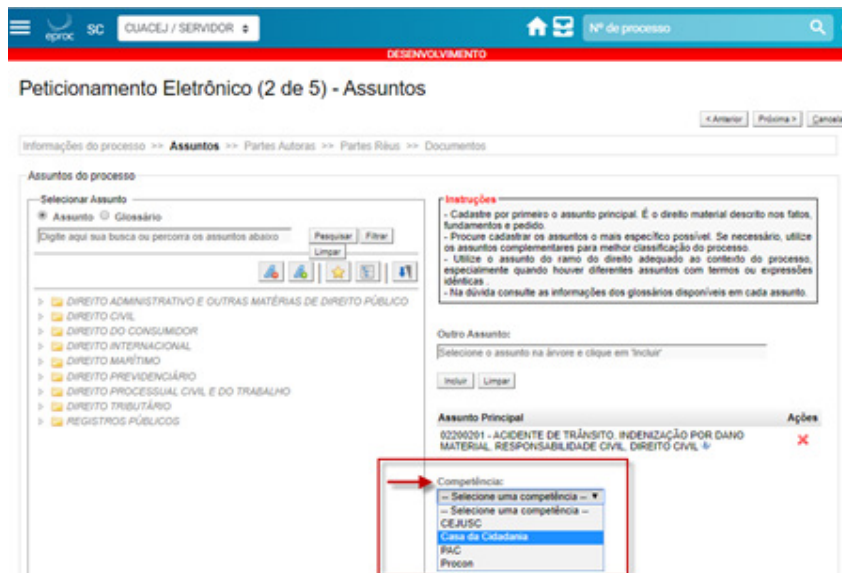 eproc SC CUACEJ / SERVIDOR Nº de processo
DESENVOLVIMENTO
Peticionamento Eletrônico (2 de 5) - Assuntos
< Anterior Próxima > Cancela
Informações do processo >> Assuntos >> Partes Autoras >> Partes Réus >> Documentos
Assuntos do processo
Selecionar Assunto
Assunto Glossário
Digite aqui sua busca ou percorra os assuntos abaixo Pesquisar Filtrar
Limpar
DIREITO ADMINISTRATIVO E OUTRAS MATÉRIAS DE DIREITO PÚBLICO
DIREITO CIVIL
DIREITO DO CONSUMIDOR
DIREITO INTERNACIONAL
DIREITO MARÍTIMO
DIREITO PREVIDENCIÁRIO
DIREITO PROCESSUAL CIVIL E DO TRABALHO
DIREITO TRIBUTÁRIO
REGISTROS PÚBLICOS
Instruções
- Cadastre por primeiro o assunto principal. É o direito material descrito nos fatos,
fundamentos e pedido.
- Procure cadastrar os assuntos o mais específico possível. Se necessário, utilize
os assuntos complementares para melhor classificação do processo.
- Utilize o assunto do ramo do direito adequado ao contexto do processo,
especialmente quando houver diferentes assuntos com termos ou expressões
idênticas .
- Na dúvida consulte as informações dos glossários disponíveis em cada assunto.
Outro Assunto:
Selecione o assunto na árvore e clique em 'Incluir'
Incluir Limpar
Assunto Principal Ações
02200201 - ACIDENTE DE TRÂNSITO, INDENIZAÇÃO POR DANO
MATERIAL, RESPONSABILIDADE CIVIL, DIREITO CIVIL
Competência:
-- Selecione uma competência --
-- Selecione uma competência --
CEJUSC
Casa da Cidadania
PAC
Procon